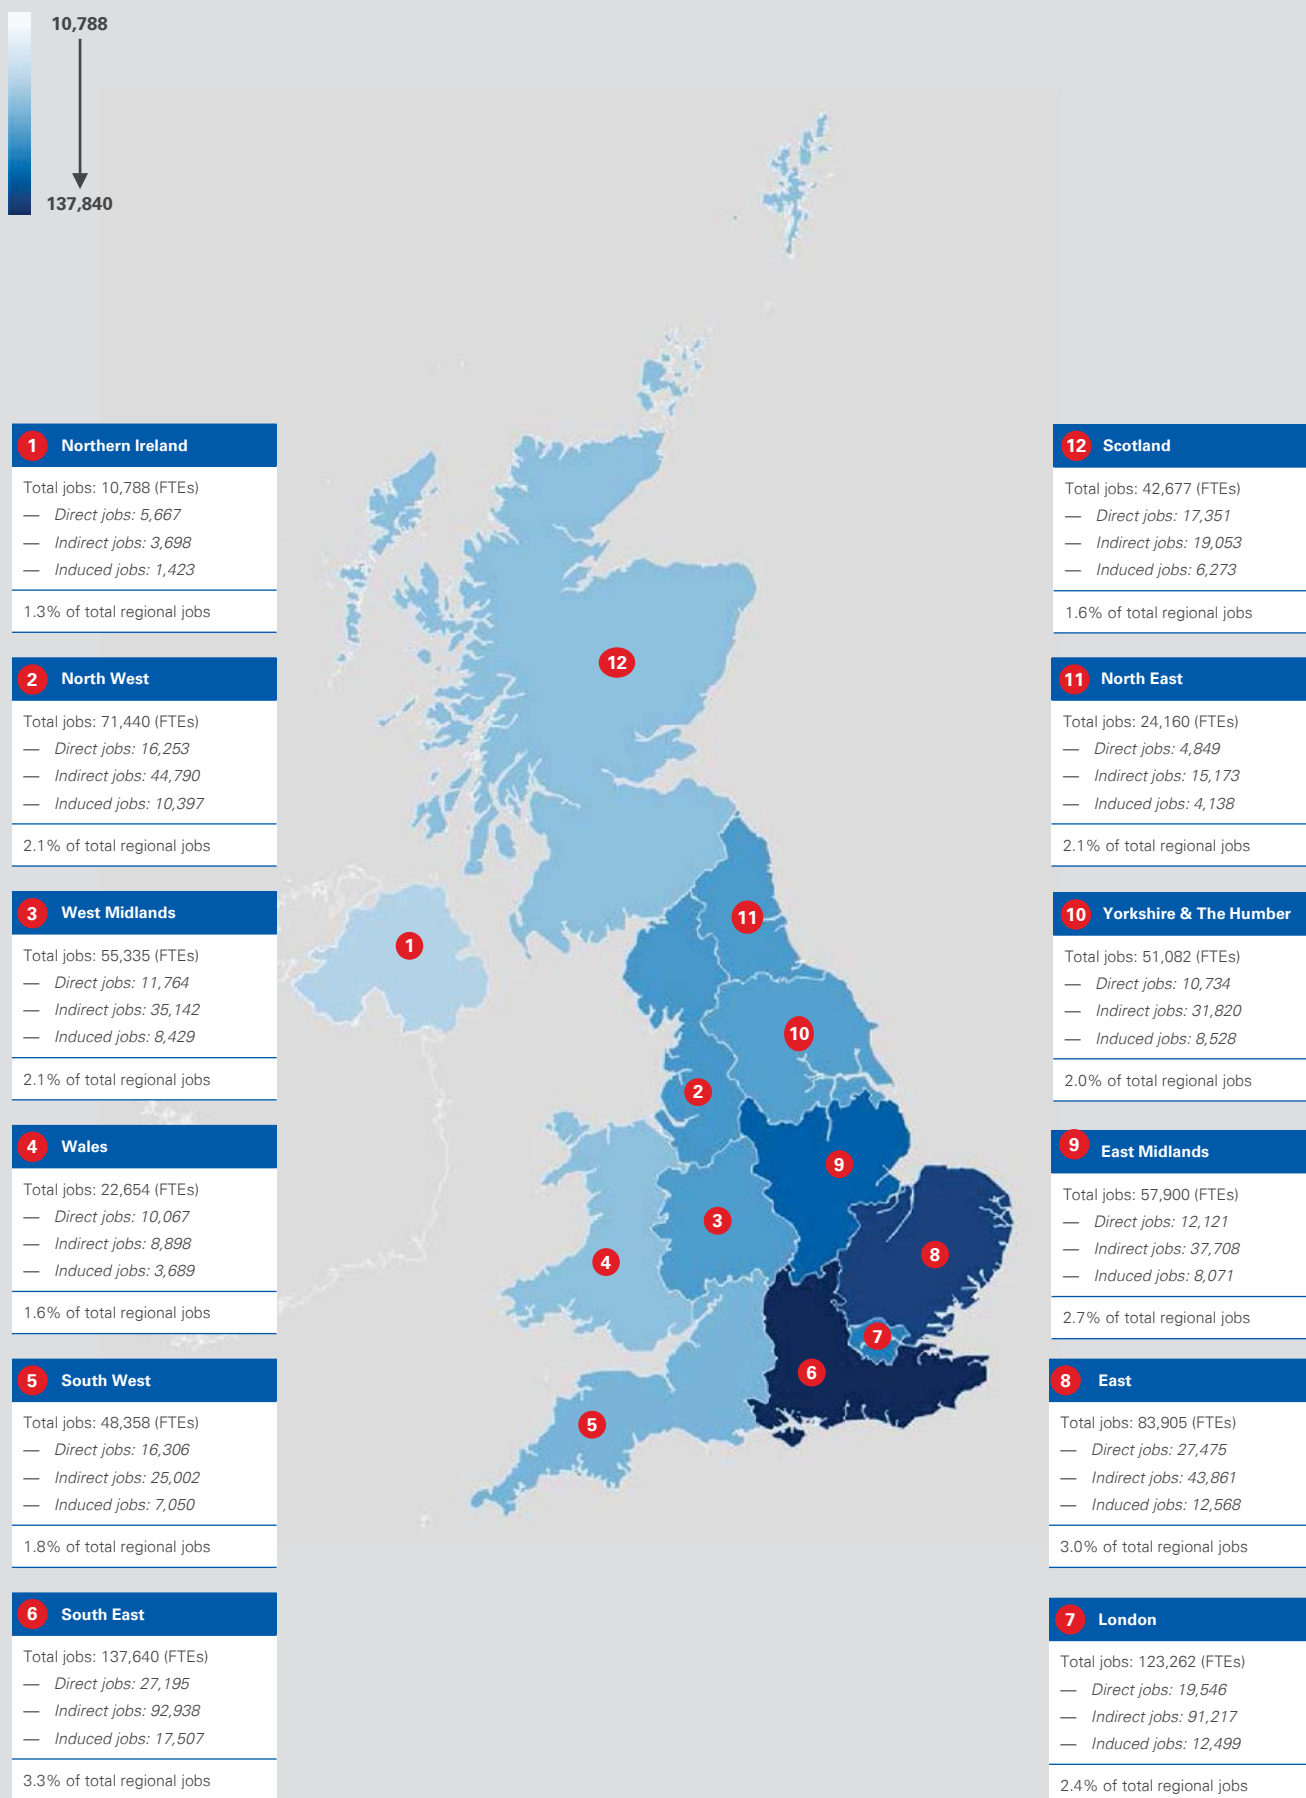 10,788
137,840
1 Northern Ireland
Total jobs: 10,788 (FTEs)
— Direct jobs: 5,667
— Indirect jobs: 3,698
— Induced jobs: 1,423
1.3% of total regional jobs
2 North West
Total jobs: 71,440 (FTEs)
— Direct jobs: 16,253
— Indirect jobs: 44,790
— Induced jobs: 10,397
2.1% of total regional jobs
3 West Midlands
Total jobs: 55,335 (FTEs)
— Direct jobs: 11,764
— Indirect jobs: 35,142
— Induced jobs: 8,429
2.1% of total regional jobs
4 Wales
Total jobs: 22,654 (FTEs)
— Direct jobs: 10,067
— Indirect jobs: 8,898
— Induced jobs: 3,689
1.6% of total regional jobs
5 South West
Total jobs: 48,358 (FTEs)
— Direct jobs: 16,306
— Indirect jobs: 25,002
— Induced jobs: 7,050
1.8% of total regional jobs
6 South East
Total jobs: 137,640 (FTEs)
— Direct jobs: 27,195
— Indirect jobs: 92,938
— Induced jobs: 17,507
3.3% of total regional jobs
12
11
1
10
2
9
3
8
4
7
6
5
12 Scotland
Total jobs: 42,677 (FTEs)
— Direct jobs: 17,351
— Indirect jobs: 19,053
— Induced jobs: 6,273
1.6% of total regional jobs
11 North East
Total jobs: 24,160 (FTEs)
— Direct jobs: 4,849
— Indirect jobs: 15,173
— Induced jobs: 4,138
2.1% of total regional jobs
10 Yorkshire & The Humber
Total jobs: 51,082 (FTEs)
— Direct jobs: 10,734
— Indirect jobs: 31,820
— Induced jobs: 8,528
2.0% of total regional jobs
9 East Midlands
Total jobs: 57,900 (FTEs)
— Direct jobs: 12,121
— Indirect jobs: 37,708
— Induced jobs: 8,071
2.7% of total regional jobs
8 East
Total jobs: 83,905 (FTEs)
— Direct jobs: 27,475
— Indirect jobs: 43,861
— Induced jobs: 12,568
3.0% of total regional jobs
7 London
Total jobs: 123,262 (FTEs)
— Direct jobs: 19,546
— Indirect jobs: 91,217
— Induced jobs: 12,499
2.4% of total regional jobs